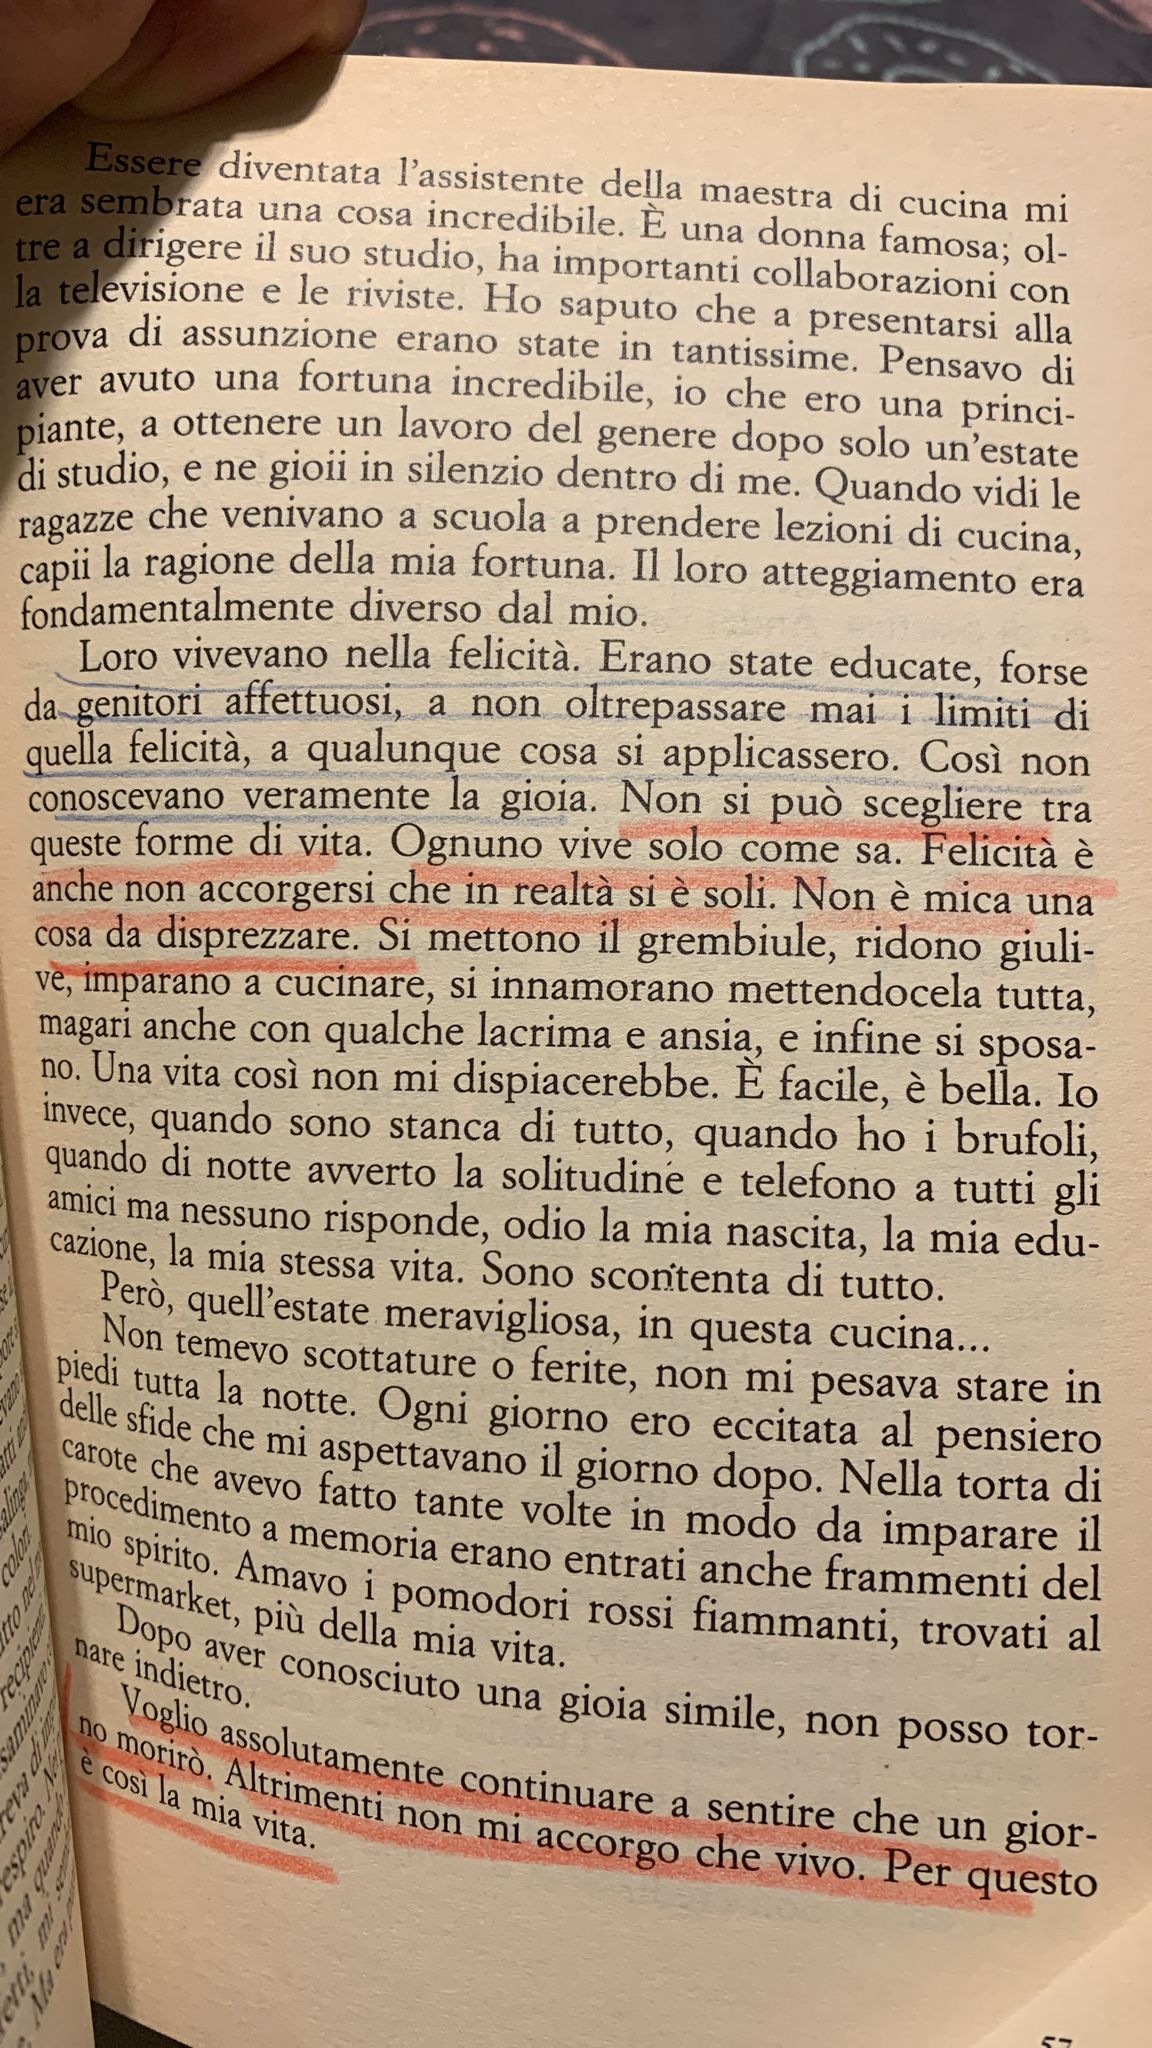 Essere diventata l'assistente della maestra di cucina mi
era sembrata una cosa incredibile. È una donna famosa; ol-
tre a dirigere il suo studio, ha importanti collaborazioni con
la televisione e le riviste. Ho saputo che a presentarsi alla
prova di assunzione erano state in tantissime. Pensavo di
aver avuto una fortuna incredibile, io che ero una princi-
piante, a ottenere un lavoro del genere dopo solo un'estate
di studio, e ne gioii in silenzio dentro di me. Quando vidi le
ragazze che venivano a scuola a prendere lezioni di cucina,
capii la ragione della mia fortuna. Il loro atteggiamento era
fondamentalmente diverso dal mio.
Loro vivevano nella felicità. Erano state educate, forse
da genitori affettuosi, a non oltrepassare mai i limiti di
quella felicità, a qualunque cosa si applicassero. Così non
conoscevano veramente la gioia. Non si può scegliere tra
queste forme di vita. Ognuno vive solo come sa. Felicità è
anche non accorgersi che in realtà si è soli. Non è mica una
cosa da disprezzare. Si mettono il grembiule, ridono giuli-
ve, imparano a cucinare, si innamorano mettendocela tutta,
magari anche con qualche lacrima e ansia, e infine si sposa-
no. Una vita così non mi dispiacerebbe. È facile, è bella. Io
invece, quando sono stanca di tutto, quando ho i brufoli,
quando di notte avverto la solitudine e telefono a tutti gli
amici ma nessuno risponde, odio la mia nascita, la mia edu-
cazione, la mia stessa vita. Sono scontenta di tutto.
Però, quell'estate meravigliosa, in questa cucina...
Non temevo scottature o ferite, non mi pesava stare in
piedi tutta la notte. Ogni giorno ero eccitata al pensiero
delle sfide che mi aspettavano il giorno dopo. Nella torta di
carote che avevo fatto tante volte in modo da imparare il
procedimento a memoria erano entrati anche frammenti del
mio spirito. Amavo i pomodori rossi fiammanti, trovati al
supermarket, più della mia vita.
Dopo aver conosciuto una gioia simile, non posso tor-
nare indietro.
Voglio assolutamente continuare a sentire che un gior-
no morirò. Altrimenti non mi accorgo che vivo. Per questo
è così la mia vita.
57